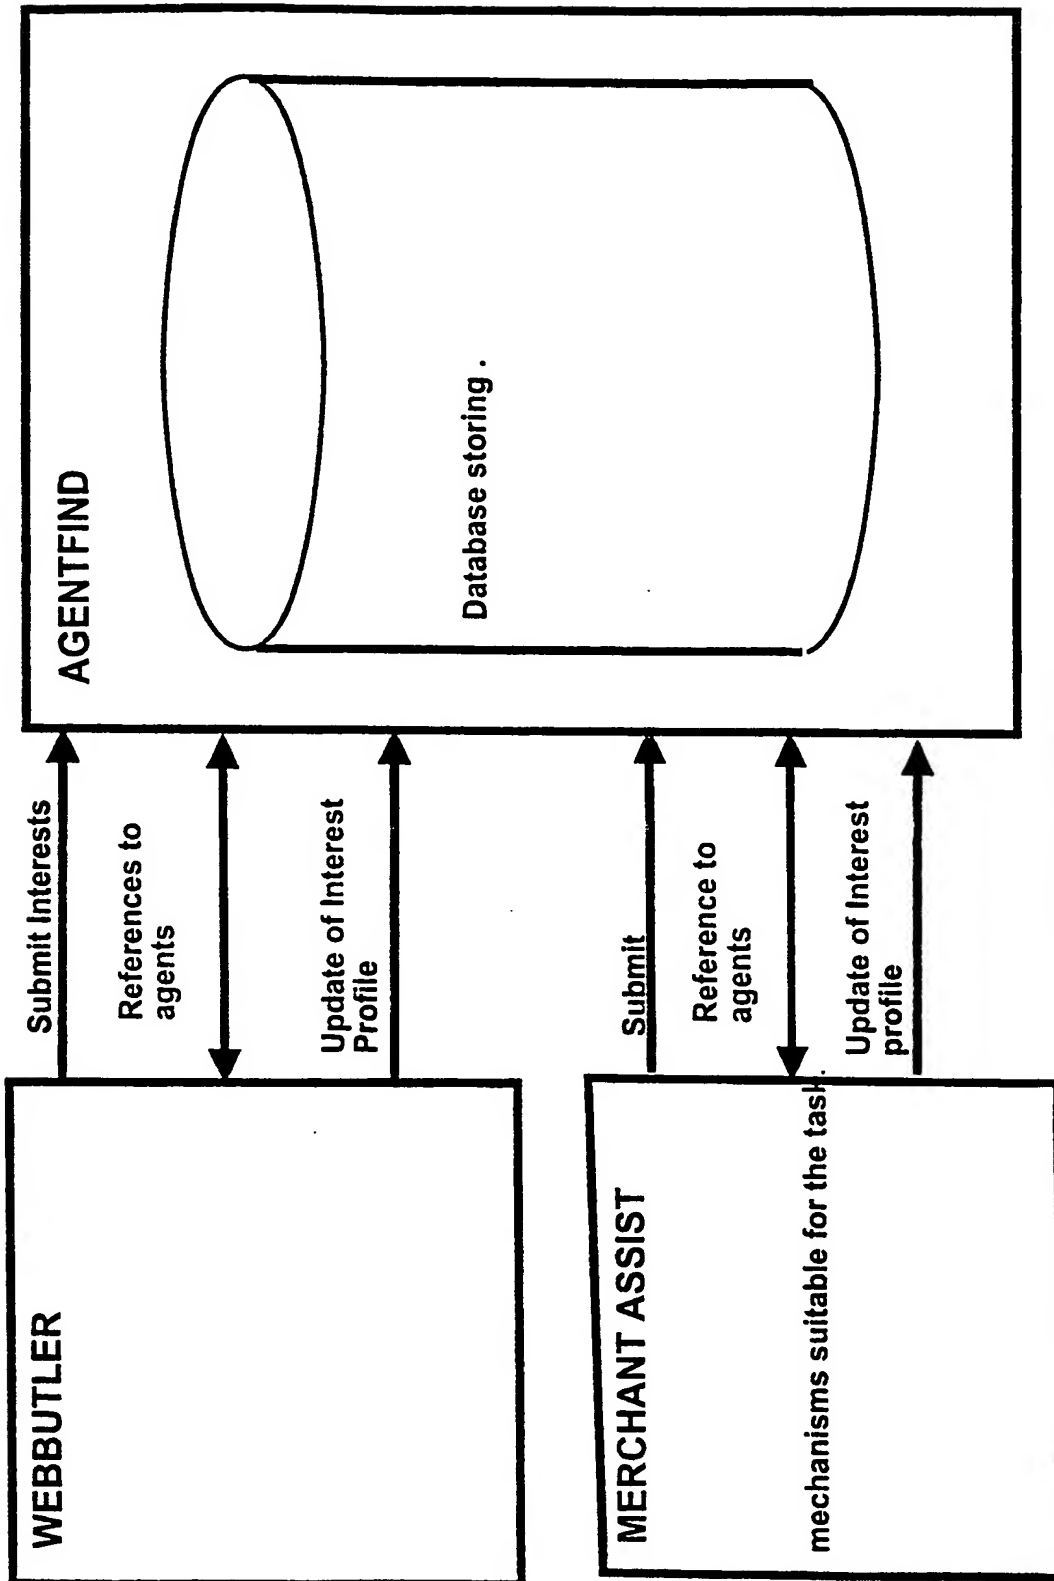 WEBBUTLER
Submit Interests
References to
agents
Update of Interest
Profile
MERCHANT ASSIST
mechanisms suitable for the task.
Submit
Reference to
agents
Update of Interest
profile
AGENTFIND
Database storing .